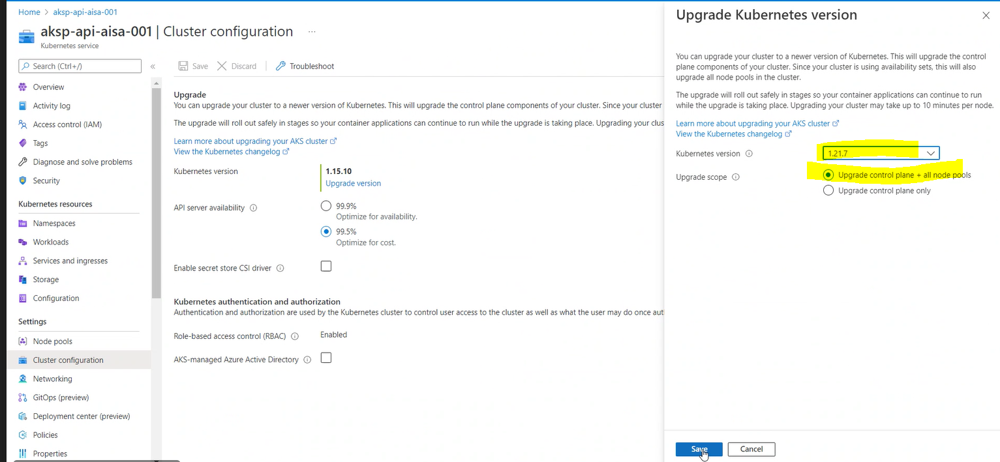 Home > aksp-api-aisa-001
aksp-api-aisa-001 | Cluster configuration ...
Kubernetes service
Search (Ctrl+/)
«
Overview
Activity log
Access control (IAM)
Tags
Diagnose and solve problems
Security
Kubernetes resources
Namespaces
Workloads
Services and ingresses
Storage
Configuration
Settings
Node pools
Cluster configuration
Networking
GitOps (preview)
Deployment center (preview)
Policies
Properties
Save Discard Troubleshoot
Upgrade
You can upgrade your cluster to a newer version of Kubernetes. This will upgrade the control plane components of your cluster. Since your cluster
The upgrade will roll out safely in stages so your container applications can continue to run while the upgrade is taking place. Upgrading your clus
Learn more about upgrading your AKS cluster
View the Kubernetes changelog
Kubernetes version 1.15.10
Upgrade version
API server availability 99.9%
Optimize for availability.
99.5%
Optimize for cost.
Enable secret store CSI driver
Kubernetes authentication and authorization
Authentication and authorization are used by the Kubernetes cluster to control user access to the cluster as well as what the user may do once aut
Role-based access control (RBAC) Enabled
AKS-managed Azure Active Directory
Upgrade Kubernetes version
You can upgrade your cluster to a newer version of Kubernetes. This will upgrade the control
plane components of your cluster. Since your cluster is using availability sets, this will also
upgrade all node pools in the cluster.
The upgrade will roll out safely in stages so your container applications can continue to run
while the upgrade is taking place. Upgrading your cluster may take up to 10 minutes per node.
Learn more about upgrading your AKS cluster
View the Kubernetes changelog
Kubernetes version 1.21.7
Upgrade scope Upgrade control plane + all node pools
Upgrade control plane only
Save Cancel